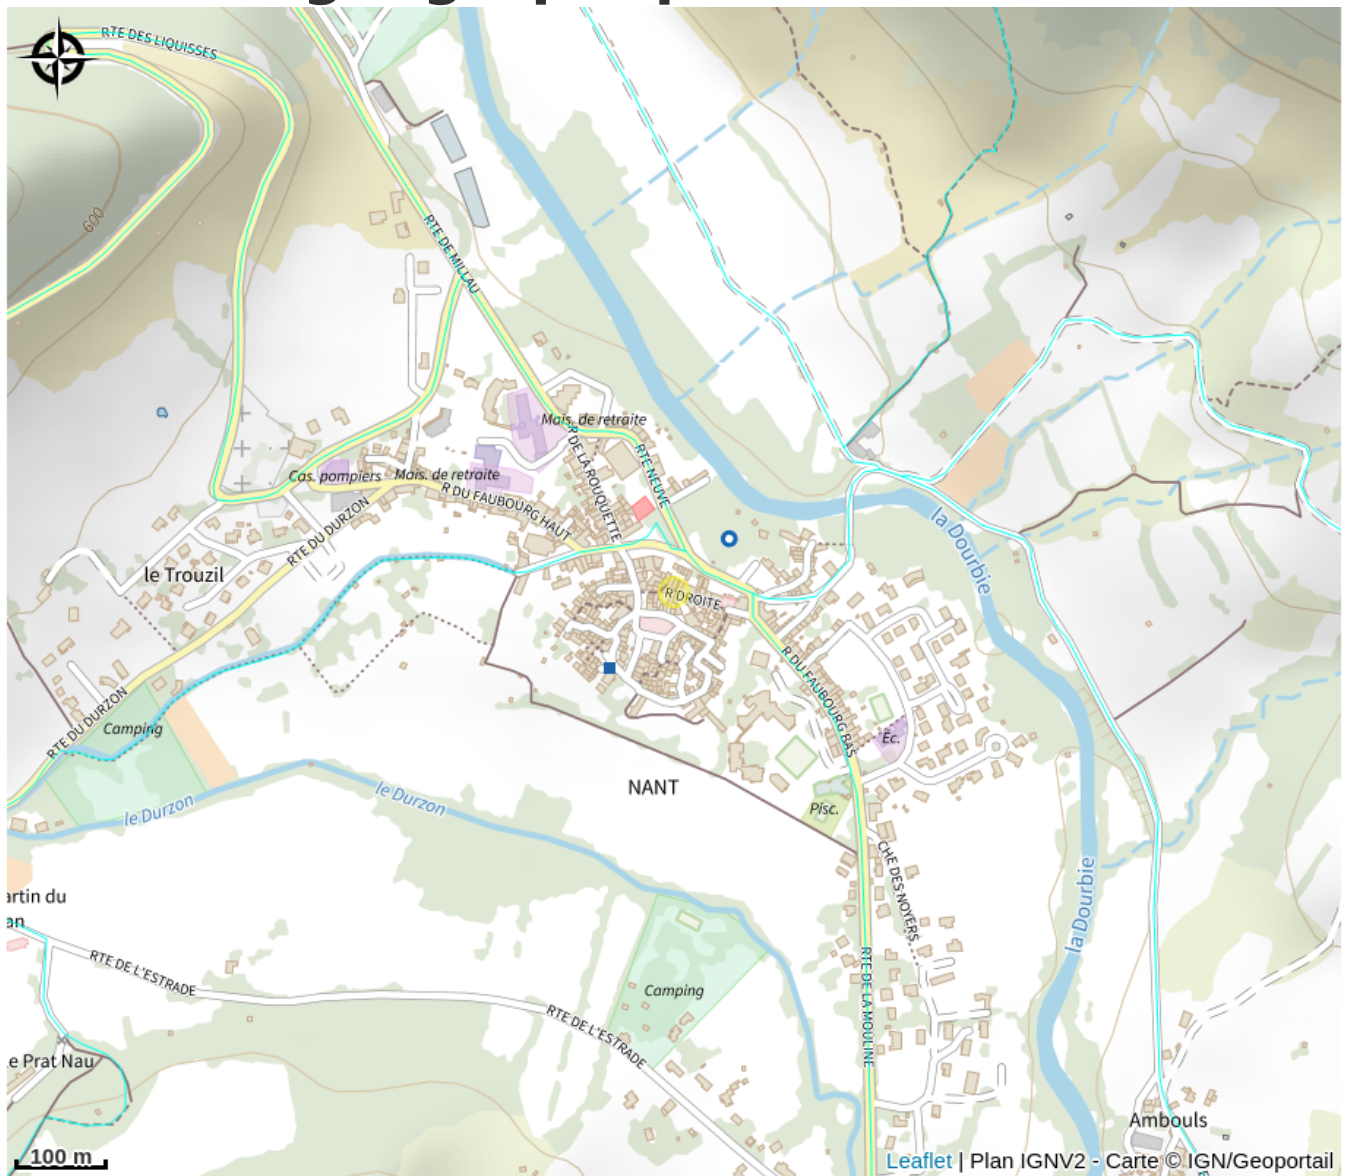 RTE DES LIQUISSES
600
RTE DE MILLAU
Mais. de retraite
R DE LA ROUQUETTE
RTE NEUVE
Cas. pompiers
Mais. de retraite
R DU FAUBOURG HAUT
RTE DU DURZON
la Dourbie
le Trouzil
R DROITE
R DU FAUBOURG BAS
RTE DU DURZON
Camping
Éc.
NANT
le Durzon
le Durzon
Pisc.
CHE DES NOYERS
la Dourbie
artin du
an
RTE DE L'ESTRADE
Camping
RTE DE L'ESTRADE
RTE DE LA MOULINE
e Prat Nau
Ambouls
100 m
Leaflet | Plan IGNV2 - Carte © IGN/Geoportail